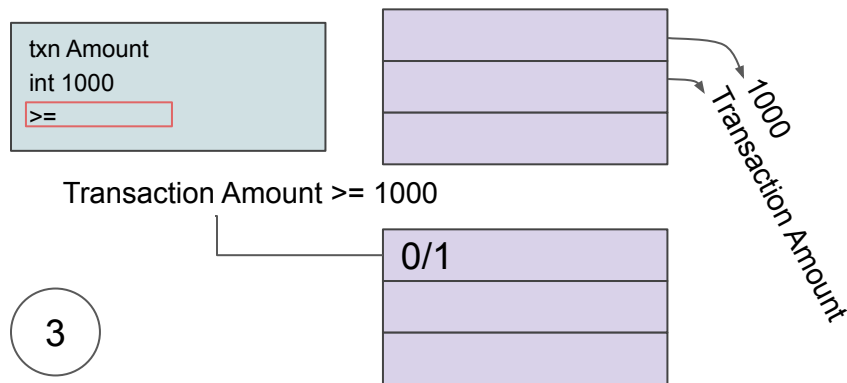 txn Amount
int 1000
>=
1000
Transaction Amount
Transaction Amount >= 1000
0/1
3